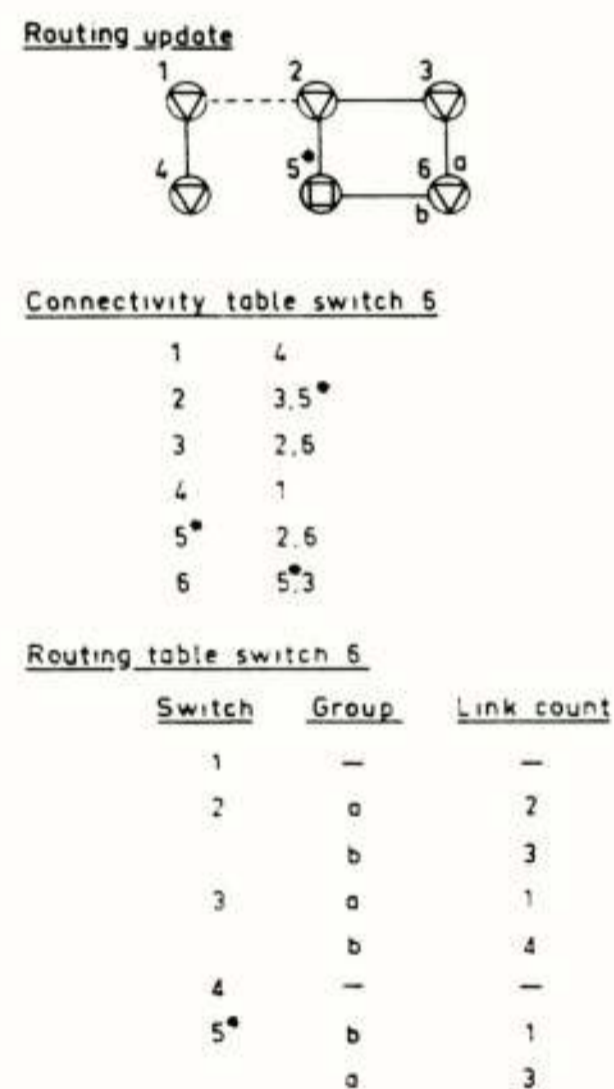 Routing update
1 2 3
4 5• 6 a
b
Connectivity table switch 6
1 4
2 3,5•
3 2,6
4 1
5• 2,6
6 5•,3
Routing table switch 6
Switch Group Link count
1 — —
2 a 2
b 3
3 a 1
b 4
4 — —
5• b 1
a 3